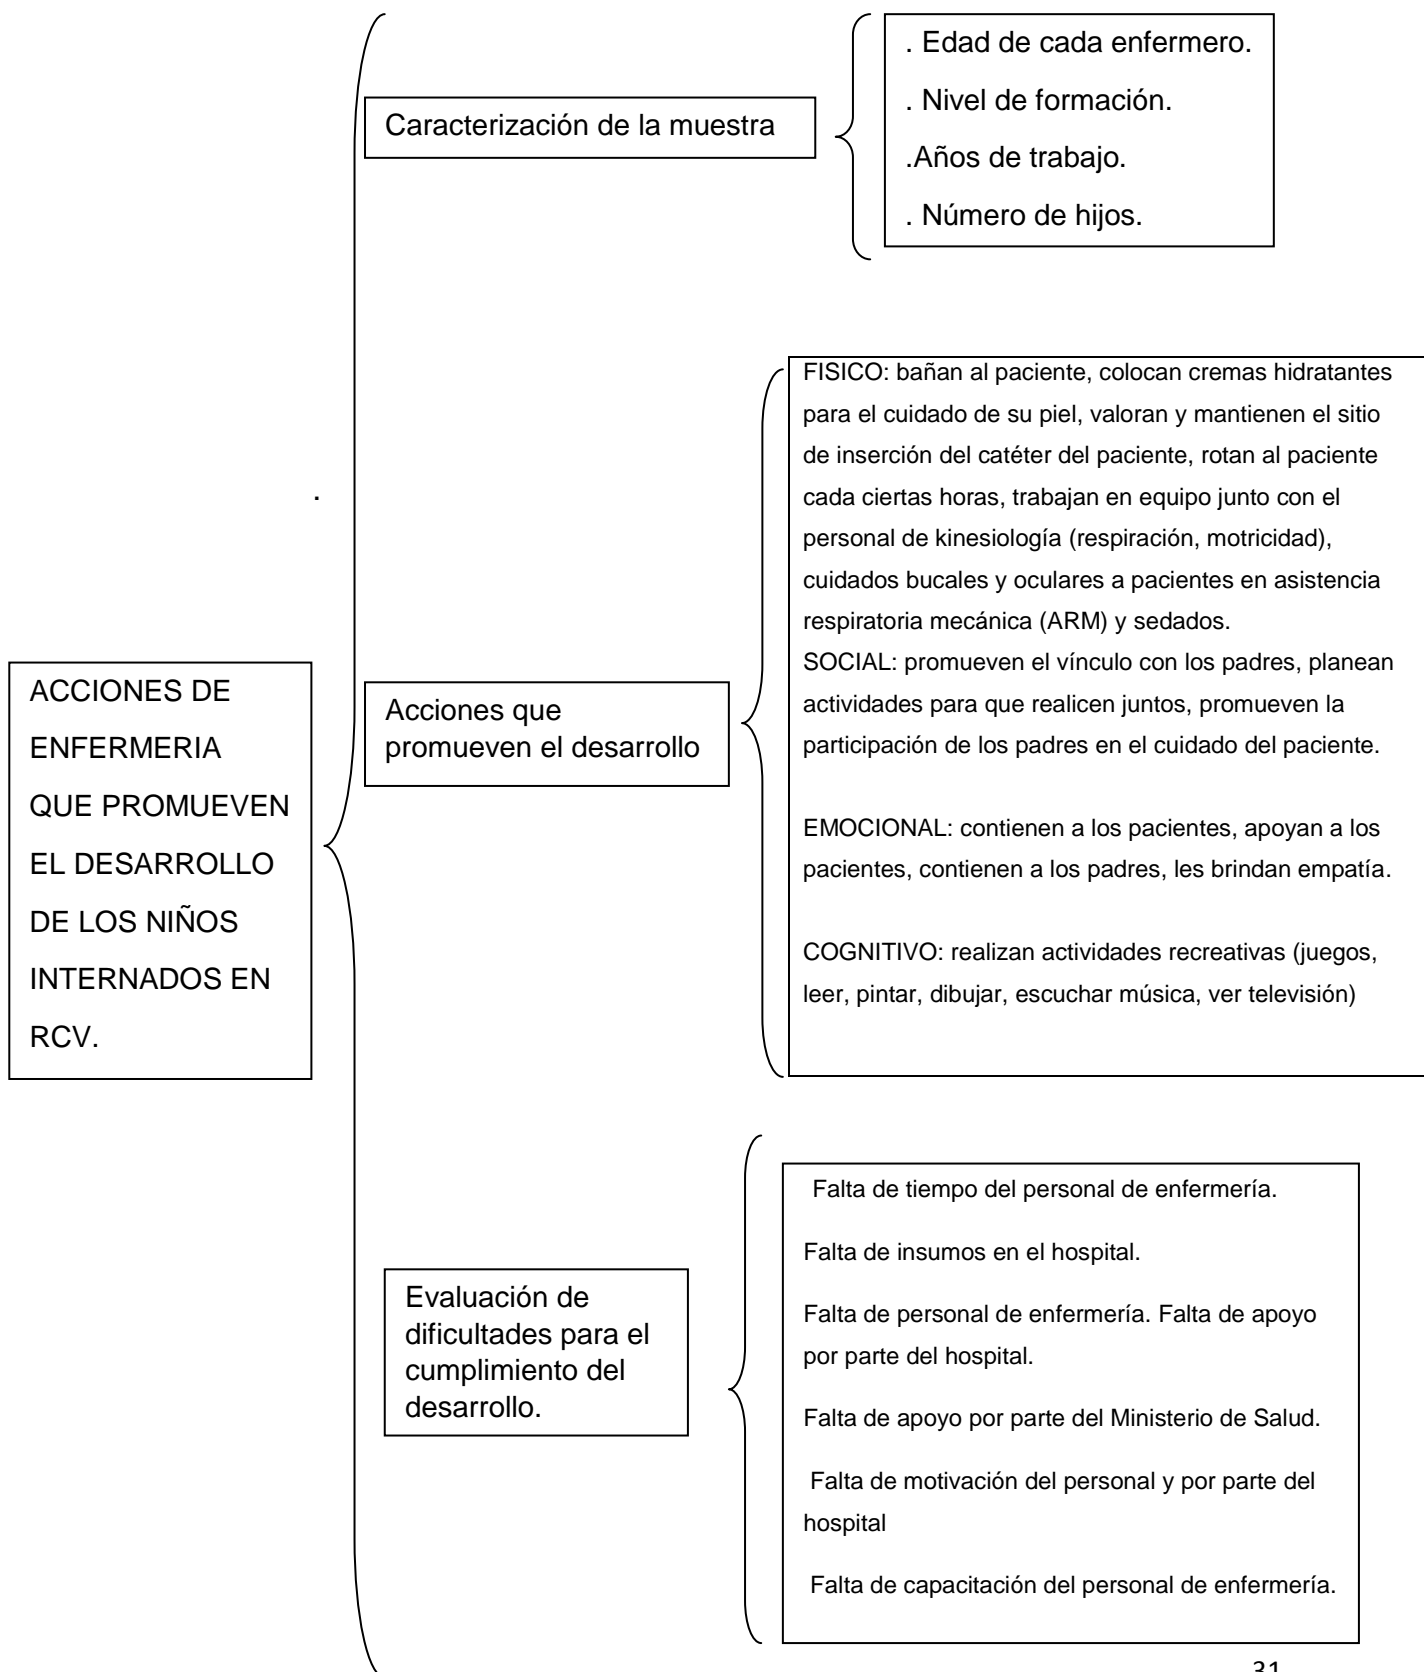 ACCIONES DE
ENFERMERIA
QUE PROMUEVEN
EL DESARROLLO
DE LOS NIÑOS
INTERNADOS EN
RCV.
.
Caracterización de la muestra
. Edad de cada enfermero.
. Nivel de formación.
.Años de trabajo.
. Número de hijos.
Acciones que
promueven el desarrollo
FISICO: bañan al paciente, colocan cremas hidratantes
para el cuidado de su piel, valoran y mantienen el sitio
de inserción del catéter del paciente, rotan al paciente
cada ciertas horas, trabajan en equipo junto con el
personal de kinesiología (respiración, motricidad),
cuidados bucales y oculares a pacientes en asistencia
respiratoria mecánica (ARM) y sedados.
SOCIAL: promueven el vínculo con los padres, planean
actividades para que realicen juntos, promueven la
participación de los padres en el cuidado del paciente.
EMOCIONAL: contienen a los pacientes, apoyan a los
pacientes, contienen a los padres, les brindan empatía.
COGNITIVO: realizan actividades recreativas (juegos,
leer, pintar, dibujar, escuchar música, ver televisión)
Evaluación de
dificultades para el
cumplimiento del
desarrollo.
Falta de tiempo del personal de enfermería.
Falta de insumos en el hospital.
Falta de personal de enfermería. Falta de apoyo
por parte del hospital.
Falta de apoyo por parte del Ministerio de Salud.
Falta de motivación del personal y por parte del
hospital
Falta de capacitación del personal de enfermería.
31